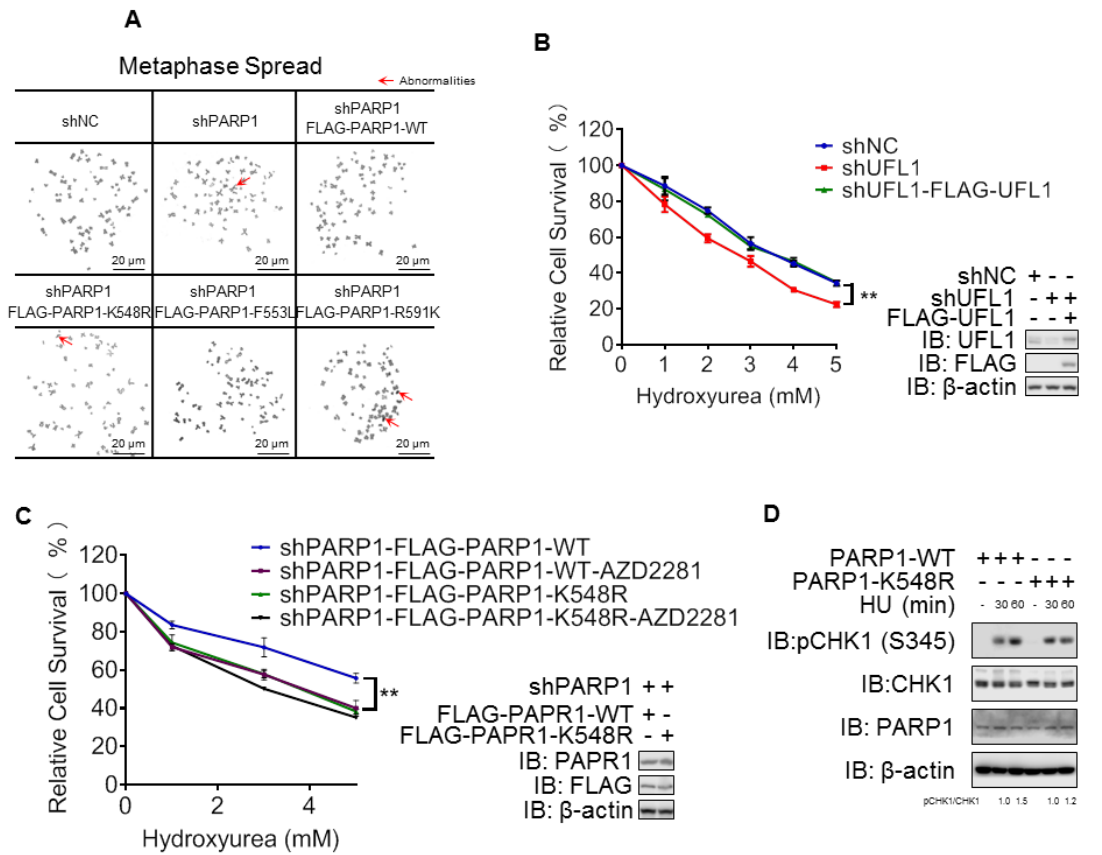 A
Metaphase Spread
Abnormalities
shNC
shPARP1
shPARP1
FLAG-PARP1-WT
20 μm
20 μm
20 μm
shPARP1
FLAG-PARP1-K548R
shPARP1
FLAG-PARP1-F553L
shPARP1
FLAG-PARP1-R591K
20 μm
20 μm
20 μm
B
Relative Cell Survival ( %)
120
100
80
60
40
20
0
0 1 2 3 4 5
Hydroxyurea (mM)
shNC
shUFL1
shUFL1-FLAG-UFL1
**
shNC + - -
shUFL1 - + +
FLAG-UFL1 - - +
IB: UFL1
IB: FLAG
IB: β-actin
C
Relative Cell Survival ( %)
120
100
80
60
40
20
0
0 2 4
Hydroxyurea (mM)
shPARP1-FLAG-PARP1-WT
shPARP1-FLAG-PARP1-WT-AZD2281
shPARP1-FLAG-PARP1-K548R
shPARP1-FLAG-PARP1-K548R-AZD2281
**
shPARP1 + +
FLAG-PAPR1-WT + -
FLAG-PAPR1-K548R - +
IB: PAPR1
IB: FLAG
IB: β-actin
D
PARP1-WT + + + - - -
PARP1-K548R - - - + + +
HU (min) - 30 60 - 30 60
IB:pCHK1 (S345)
IB:CHK1
IB: PARP1
IB: β-actin
pCHK1/CHK1 1.0 1.5 1.0 1.2